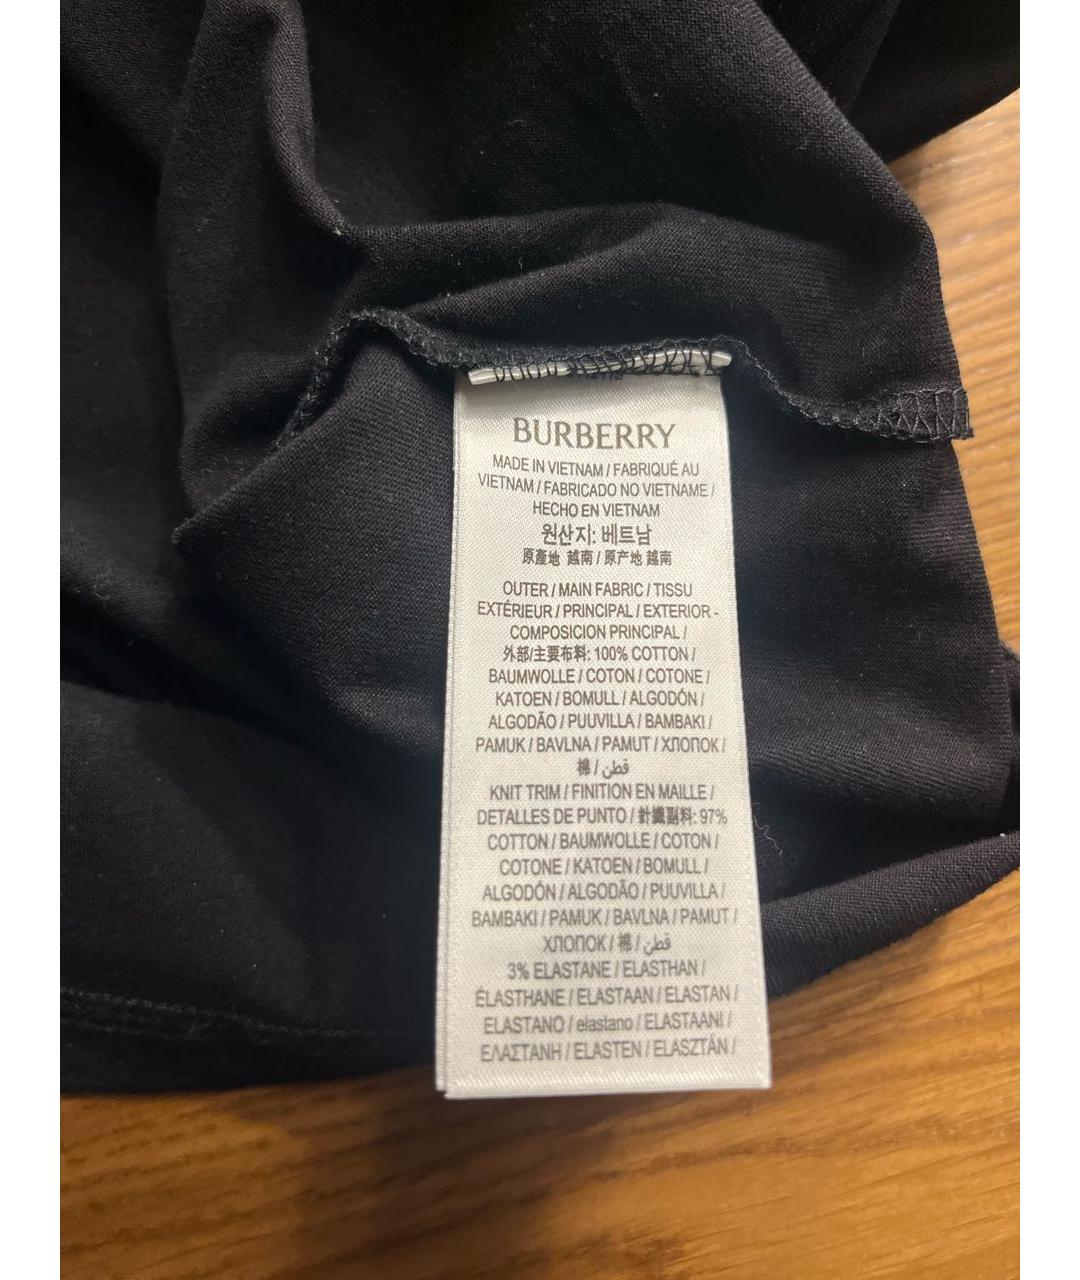 BURBERRY
MADE IN VIETNAM / FABRIQUÉ AU
VIETNAM / FABRICADO NO VIETNAME /
HECHO EN VIETNAM
원산지: 베트남
原產地 越南 / 原产地 越南
OUTER / MAIN FABRIC / TISSU
EXTÉRIEUR / PRINCIPAL / EXTERIOR -
COMPOSICION PRINCIPAL /
外部/主要布料: 100% COTTON /
BAUMWOLLE / COTON / COTONE /
KATOEN / BOMULL / ALGODÓN /
ALGODÃO / PUUVILLA / BAMBAKI /
PAMUK / BAVLNA / PAMUT / ХЛОПОК /
棉 / قطن
KNIT TRIM / FINITION EN MAILLE /
DETALLES DE PUNTO / 針織副料: 97%
COTTON / BAUMWOLLE / COTON /
COTONE / KATOEN / BOMULL /
ALGODÓN / ALGODÃO / PUUVILLA /
BAMBAKI / PAMUK / BAVLNA / PAMUT /
ХЛОПОК / 棉 / قطن
3% ELASTANE / ELASTHAN /
ÉLASTHANE / ELASTAAN / ELASTAN /
ELASTANO / elastano / ELASTAANI /
ΕΛΑΣΤΑΝΗ / ELASTEN / ELASZTÁN /